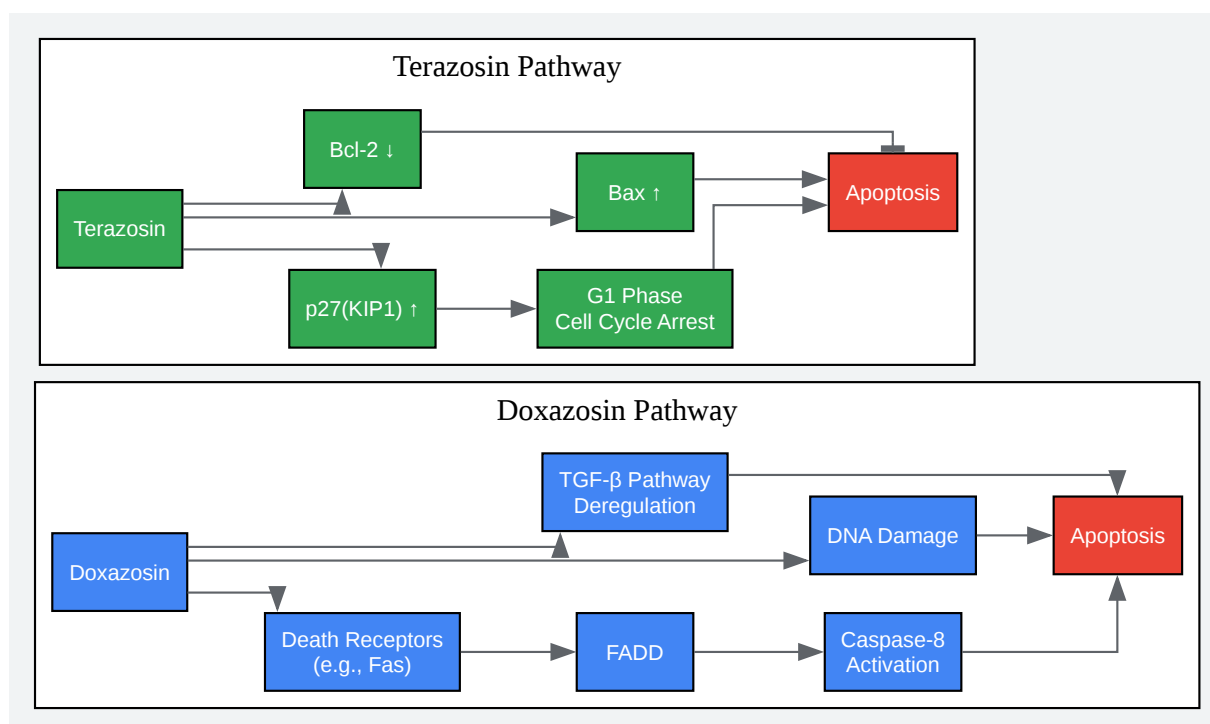 Terazosin Pathway
Bcl-2 ↓
Bax ↑
Apoptosis
Terazosin
p27(KIP1) ↑
G1 Phase
Cell Cycle Arrest
Doxazosin Pathway
TGF-β Pathway
Deregulation
DNA Damage
Apoptosis
Doxazosin
Death Receptors
(e.g., Fas)
FADD
Caspase-8
Activation